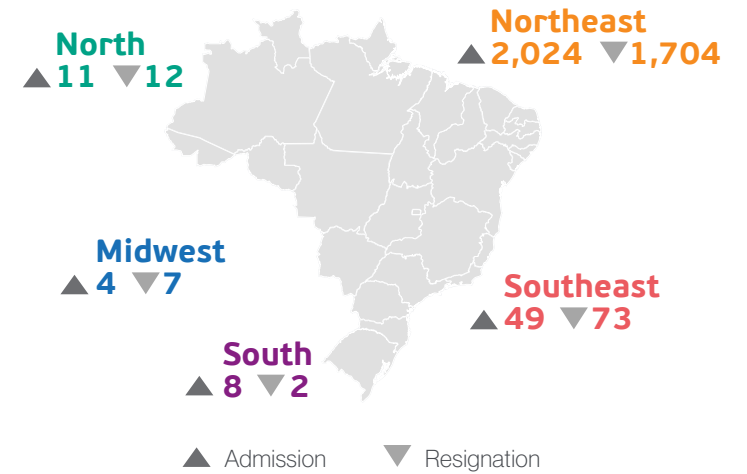 Northeast
▲ 2,024 ▼ 1,704
North
▲ 11 ▼ 12
Midwest
▲ 4 ▼ 7
Southeast
▲ 49 ▼ 73
South
▲ 8 ▼ 2
▲ Admission ▼ Resignation